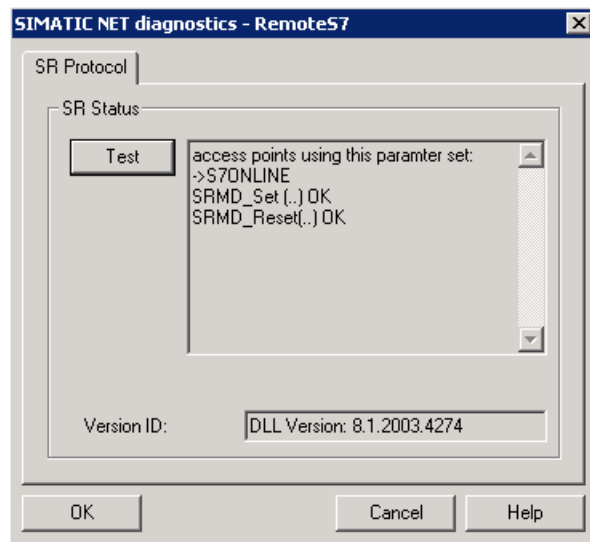 SIMATIC NET diagnostics - RemoteS7
SR Protocol
SR Status
Test
access points using this paramter set:
->S7ONLINE
SRMD_Set (..) OK
SRMD_Reset(..) OK
Version ID:
DLL Version: 8.1.2003.4274
OK
Cancel
Help